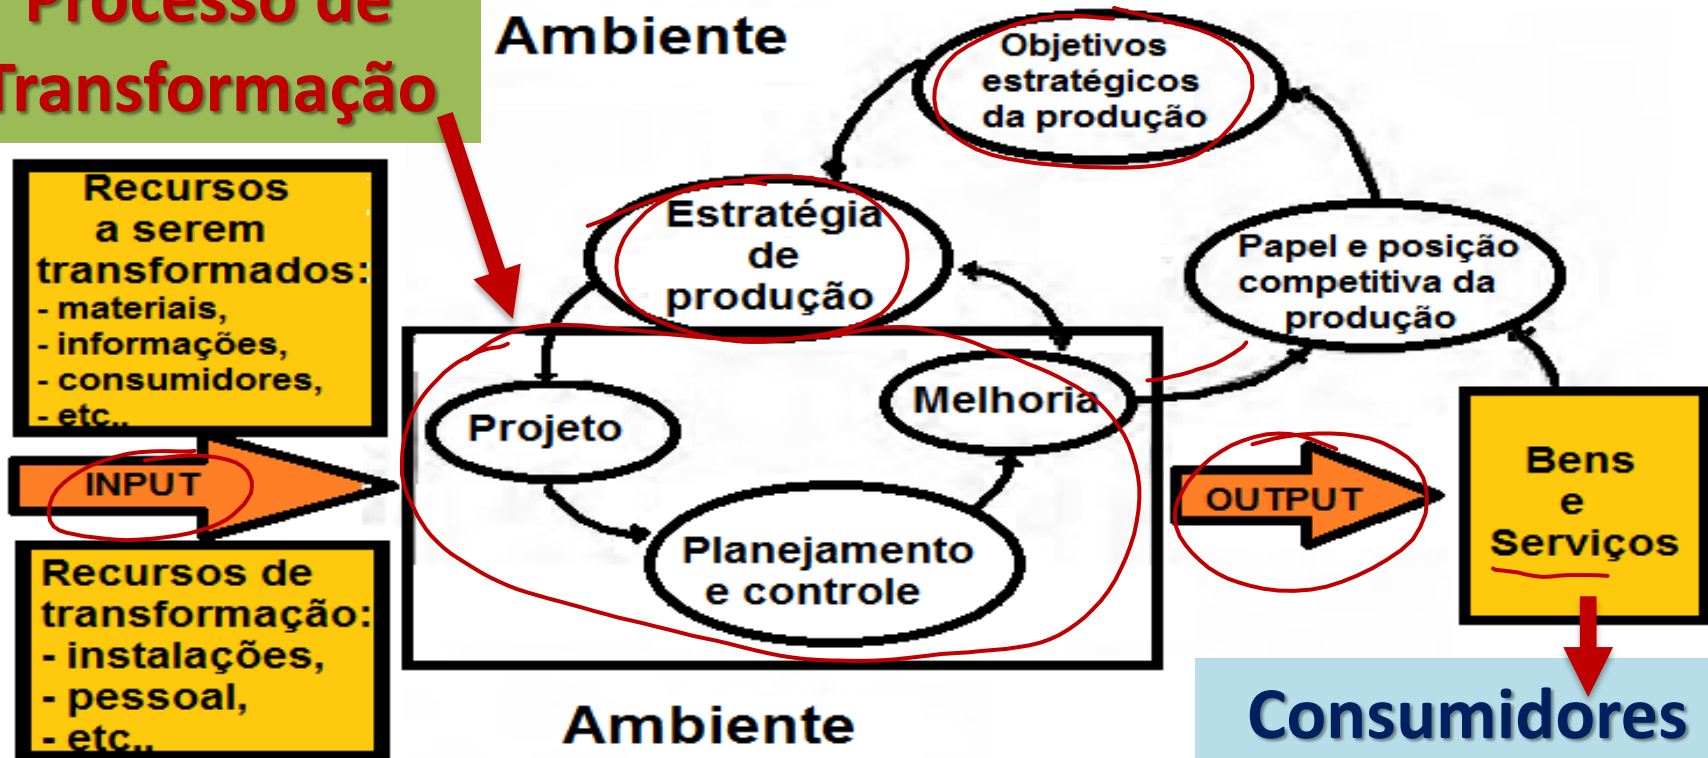 Processo de
Transformação
Ambiente
Objetivos
estratégicos
da produção
Recursos
a serem
transformados:
- materiais,
- informações,
- consumidores,
- etc..
Estratégia
de
produção
Papel e posição
competitiva da
produção
Projeto
Melhoria
INPUT
OUTPUT
Bens
e
Serviços
Planejamento
e controle
Recursos de
transformação:
- instalações,
- pessoal,
- etc..
Ambiente
Consumidores